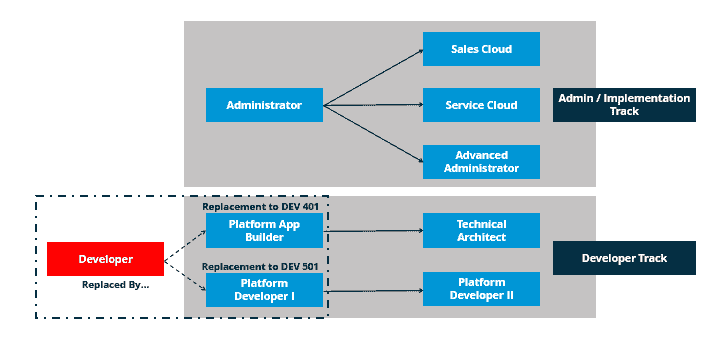 Sales Cloud
Administrator
Service Cloud
Admin / Implementation
Track
Advanced
Administrator
Replacement to DEV 401
Platform App
Builder
Technical
Architect
Developer
Replaced By...
Developer Track
Replacement to DEV 501
Platform
Developer I
Platform
Developer II